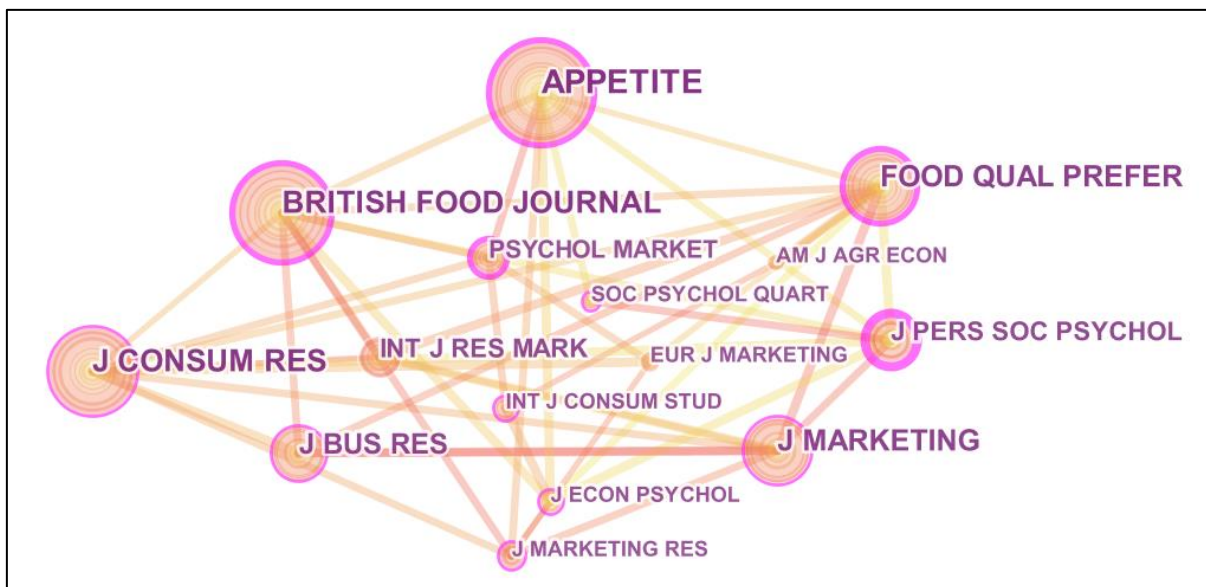 APPETITE
FOOD QUAL PREFER
BRITISH FOOD JOURNAL
PSYCHOL MARKET
AM J AGR ECON
SOC PSYCHOL QUART
J PERS SOC PSYCHOL
INT J RES MARK
EUR J MARKETING
J CONSUM RES
INT J CONSUM STUD
J BUS RES
J MARKETING
J ECON PSYCHOL
J MARKETING RES